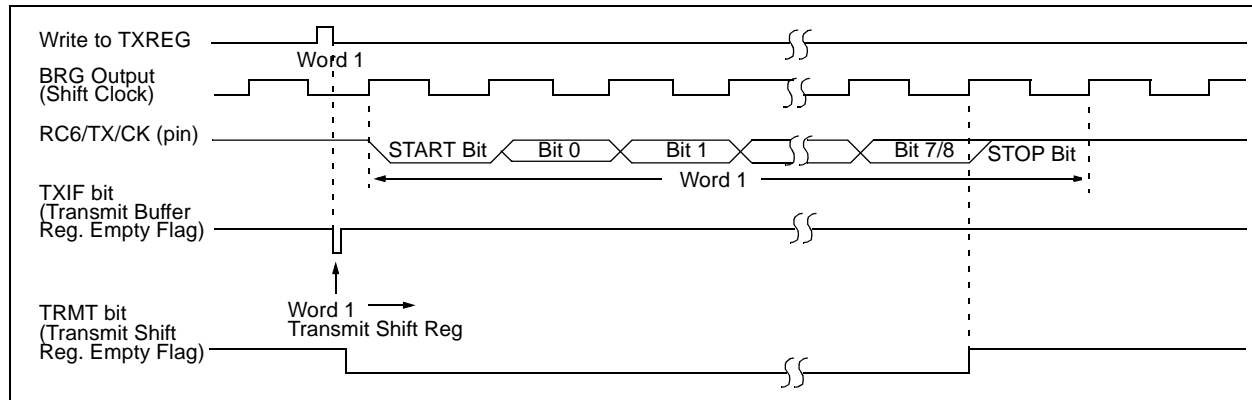 Write to TXREG
Word 1
BRG Output
(Shift Clock)
RC6/TX/CK (pin)
START Bit
Bit 0
Bit 1
Bit 7/8
STOP Bit
Word 1
TXIF bit
(Transmit Buffer
Reg. Empty Flag)
Word 1
Transmit Shift Reg
TRMT bit
(Transmit Shift
Reg. Empty Flag)